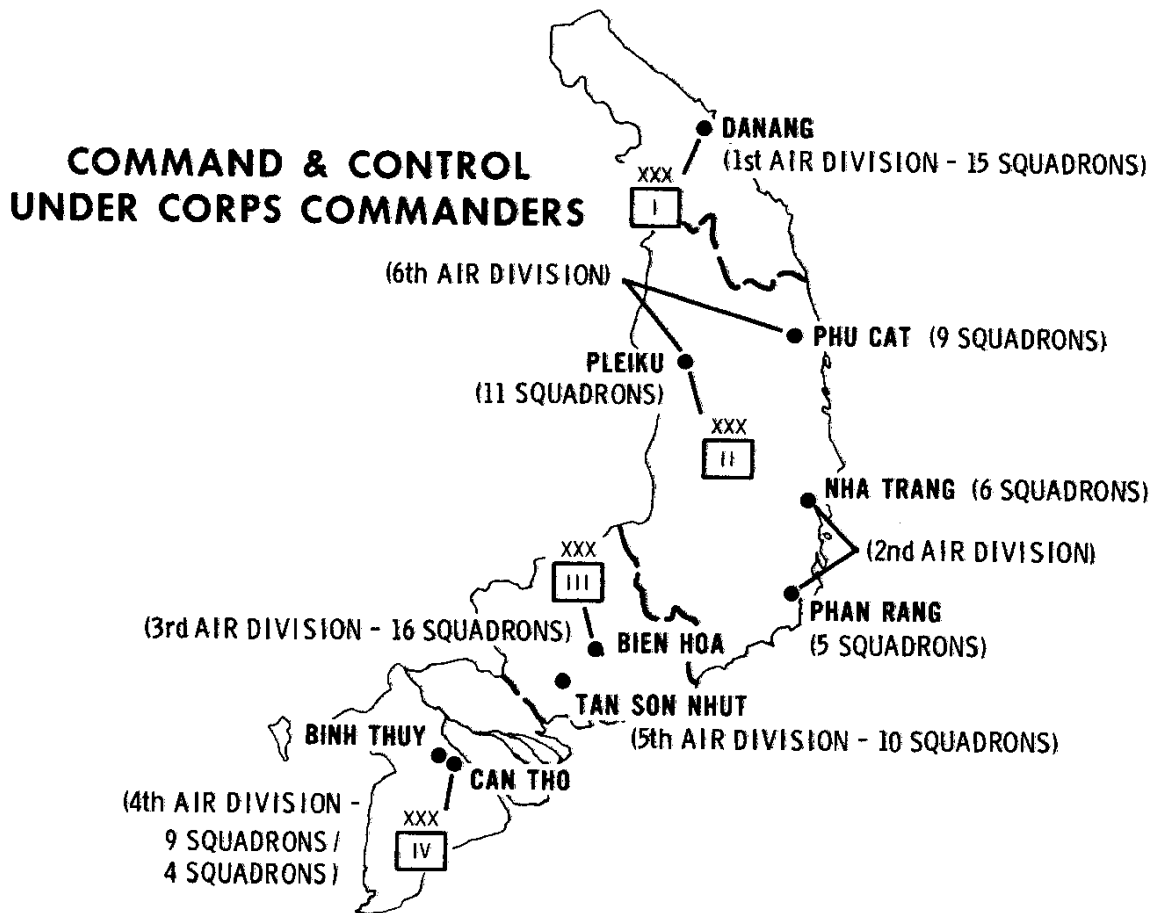 COMMAND & CONTROL
UNDER CORPS COMMANDERS
DANANG
(1st AIR DIVISION - 15 SQUADRONS)
XXX
I
(6th AIR DIVISION)
PHU CAT (9 SQUADRONS)
PLEIKU
(11 SQUADRONS)
XXX
II
NHA TRANG (6 SQUADRONS)
(2nd AIR DIVISION)
PHAN RANG
(5 SQUADRONS)
XXX
III
(3rd AIR DIVISION - 16 SQUADRONS)
BIEN HOA
TAN SON NHUT
(5th AIR DIVISION - 10 SQUADRONS)
BINH THUY
CAN THO
(4th AIR DIVISION -
9 SQUADRONS /
4 SQUADRONS)
XXX
IV